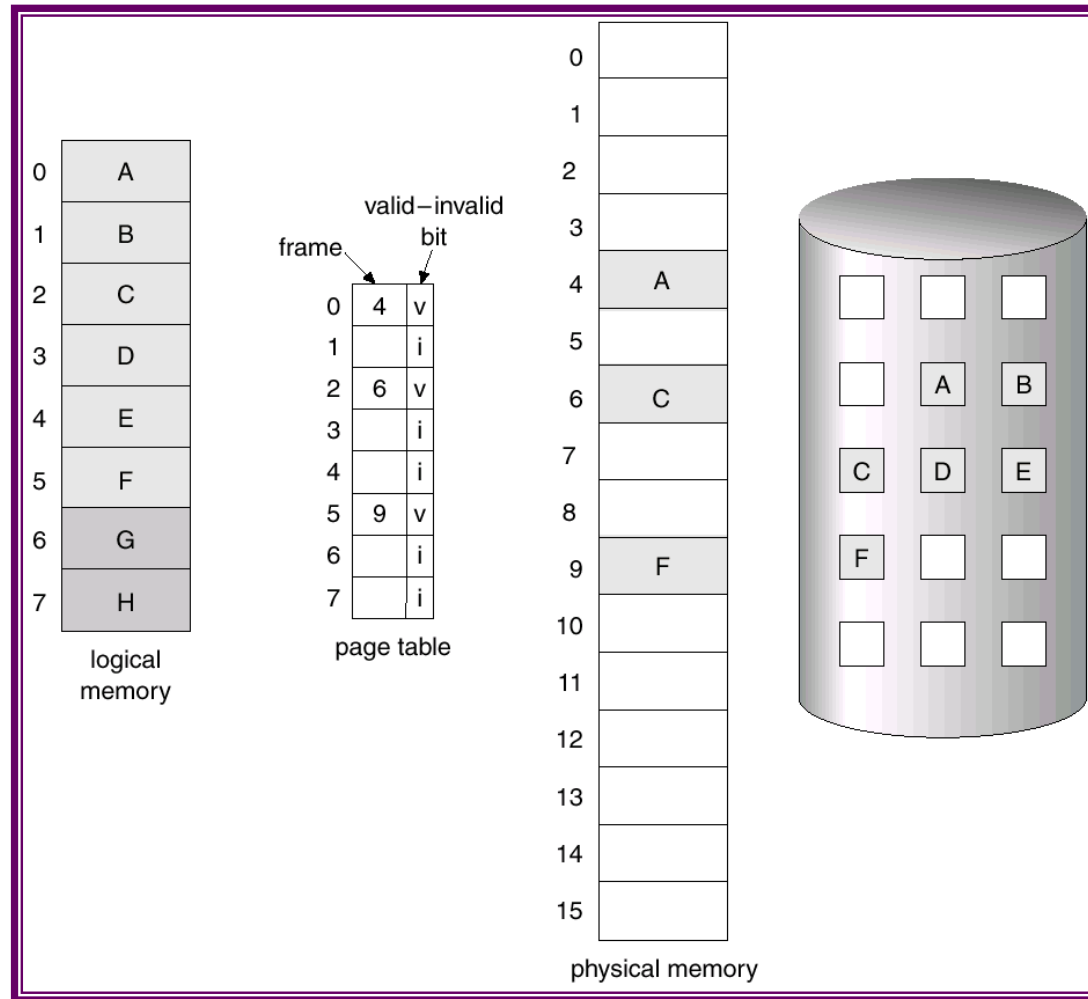 0 A
1 B
2 C
3 D
4 E
5 F
6 G
7 H
logical
memory
valid–invalid
bit
frame
0 4 v
1 i
2 6 v
3 i
4 i
5 9 v
6 i
7 i
page table
0
1
2
3
4 A
5
6 C
7
8
9 F
10
11
12
13
14
15
physical memory
A B
C D E
F